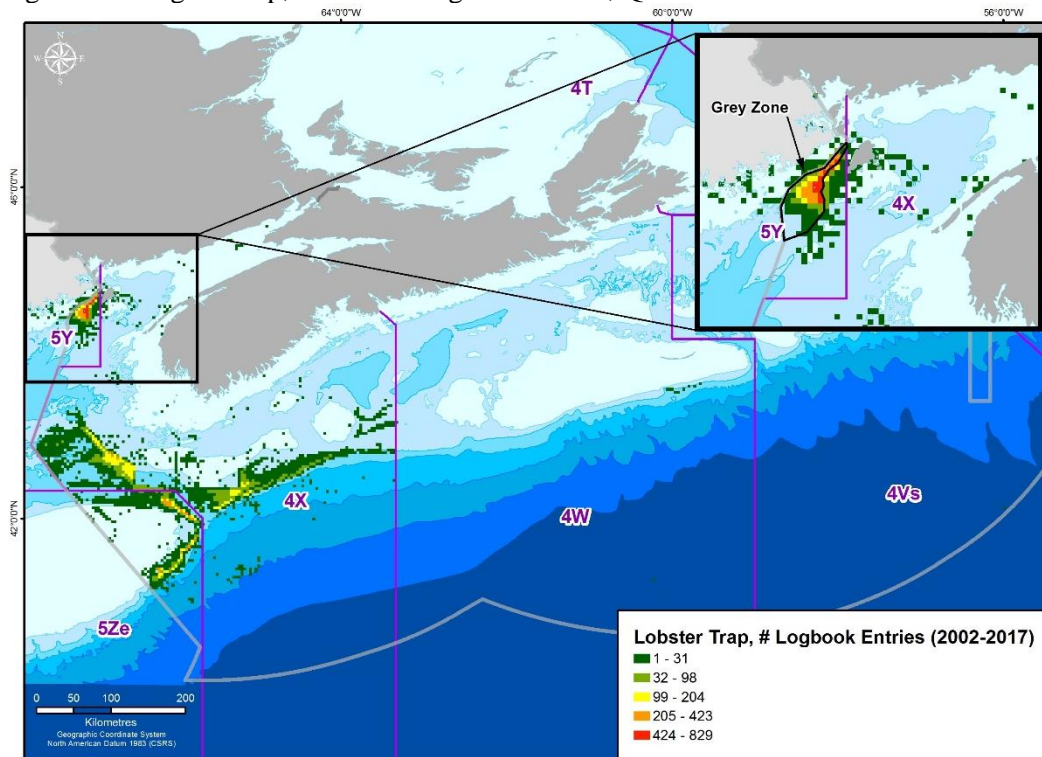 64°0'0"W 60°0'0"W 56°0'0"W
N
W E
S
4T
Grey Zone
4X
5Y
46°0'0"N
5Y
42°0'0"N
4X
4W
4Vs
5Ze
Lobster Trap, # Logbook Entries (2002-2017)
1 - 31
32 - 98
99 - 204
205 - 423
424 - 829
0 50 100 200
Kilometres
Geographic Coordinate System
North American Datum 1983 (CSRS)